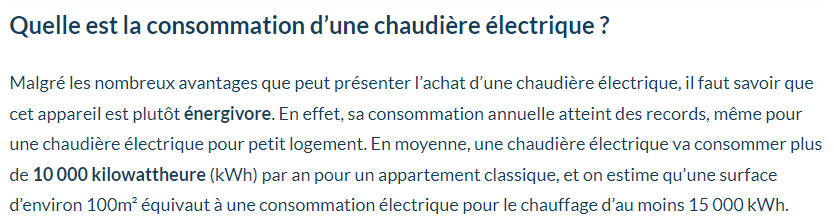 Quelle est la consommation d’une chaudière électrique ?
Malgré les nombreux avantages que peut présenter l’achat d’une chaudière électrique, il faut savoir que
cet appareil est plutôt énergivore. En effet, sa consommation annuelle atteint des records, même pour
une chaudière électrique pour petit logement. En moyenne, une chaudière électrique va consommer plus
de 10 000 kilowattheure (kWh) par an pour un appartement classique, et on estime qu’une surface
d’environ 100m² équivaut à une consommation électrique pour le chauffage d’au moins 15 000 kWh.